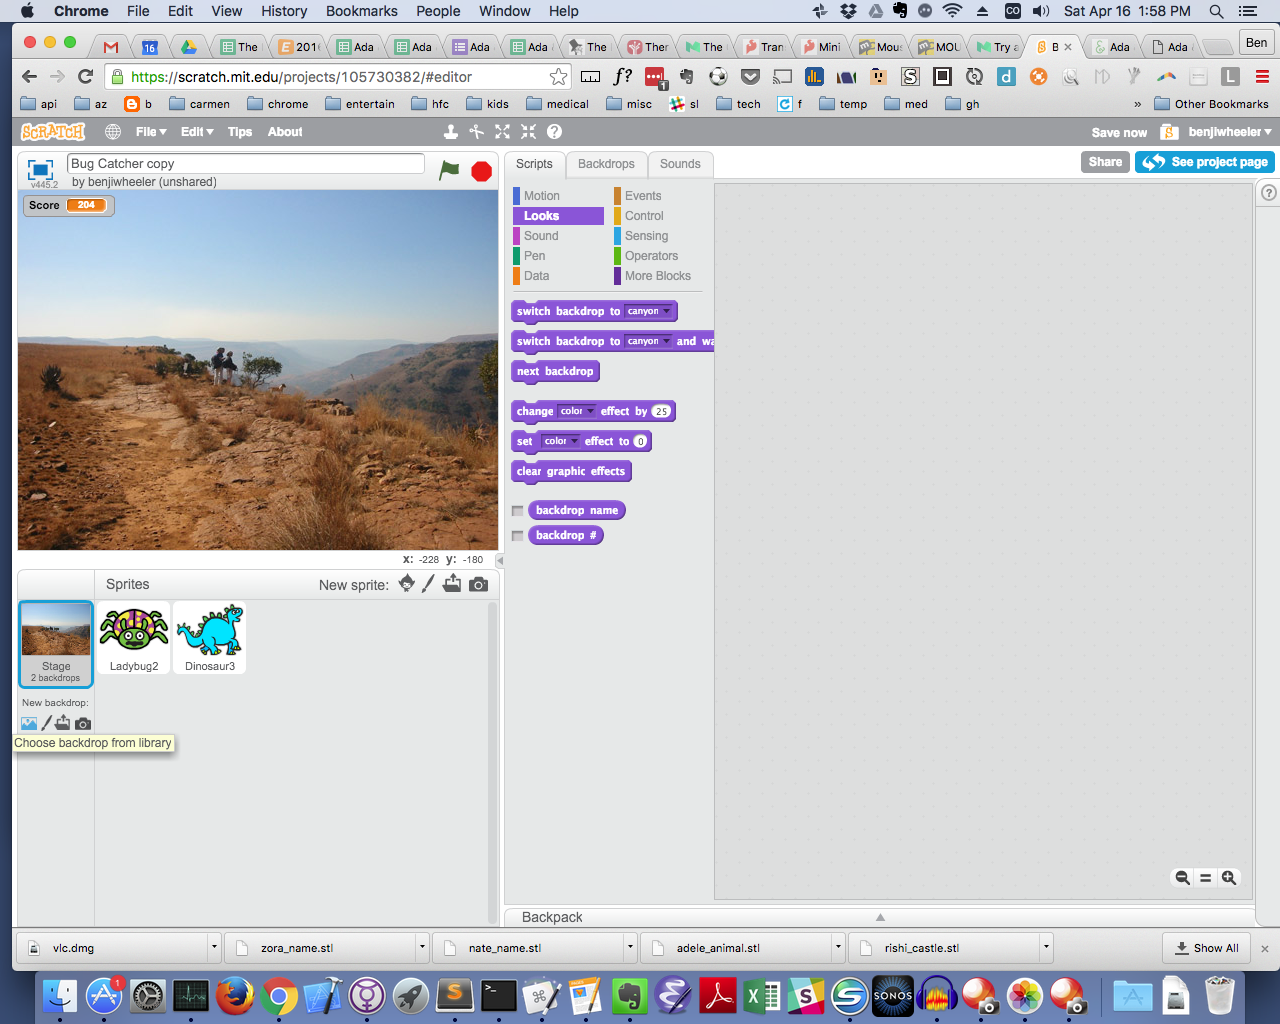 Chrome File Edit View History Bookmarks People Window Help Sat Apr 16 1:58 PM
16 The 2016 Ada Ada Ada Ada The Ther The Tran Mini Mous MOU Try a B Ada Ada Ben
https://scratch.mit.edu/projects/105730382/#editor
api az b carmen chrome entertain hfc kids medical misc sl tech f temp med gh » Other Bookmarks
SCRATCH File Edit Tips About Save now benjiwheeler
v445.2 Bug Catcher copy
by benjiwheeler (unshared)
Scripts Backdrops Sounds Share See project page
Score 204
Motion Events
Looks Control
Sound Sensing
Pen Operators
Data More Blocks
switch backdrop to canyon
switch backdrop to canyon and wa
next backdrop
change color effect by 25
set color effect to 0
clear graphic effects
backdrop name
backdrop #
x: -228 y: -180
Sprites New sprite:
Stage
2 backdrops
Ladybug2 Dinosaur3
New backdrop:
Choose backdrop from library
Backpack
vlc.dmg zora_name.stl nate_name.stl adele_animal.stl rishi_castle.stl Show All
1 SONOS